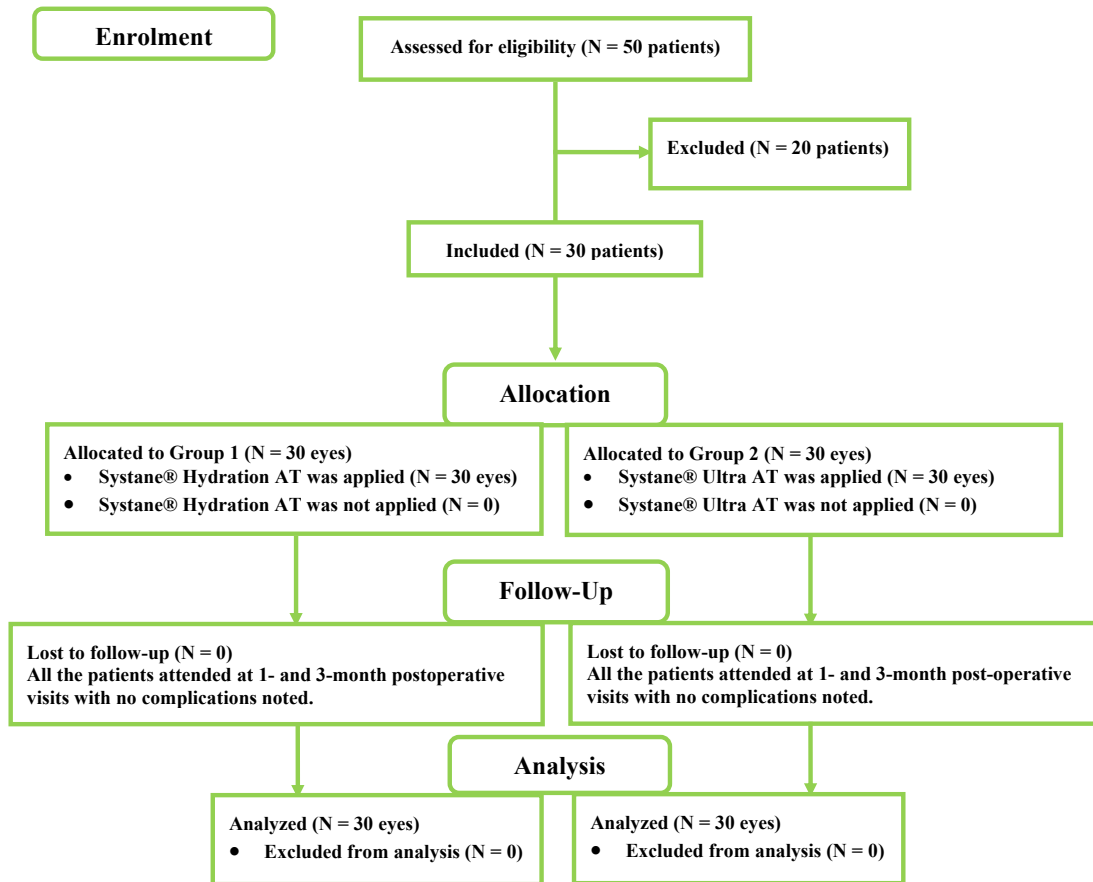 Enrolment
Assessed for eligibility (N = 50 patients)
Excluded (N = 20 patients)
Included (N = 30 patients)
Allocation
Allocated to Group 1 (N = 30 eyes)
• Systane® Hydration AT was applied (N = 30 eyes)
• Systane® Hydration AT was not applied (N = 0)
Allocated to Group 2 (N = 30 eyes)
• Systane® Ultra AT was applied (N = 30 eyes)
• Systane® Ultra AT was not applied (N = 0)
Follow-Up
Lost to follow-up (N = 0)
All the patients attended at 1- and 3-month postoperative
visits with no complications noted.
Lost to follow-up (N = 0)
All the patients attended at 1- and 3-month post-operative
visits with no complications noted.
Analysis
Analyzed (N = 30 eyes)
• Excluded from analysis (N = 0)
Analyzed (N = 30 eyes)
• Excluded from analysis (N = 0)